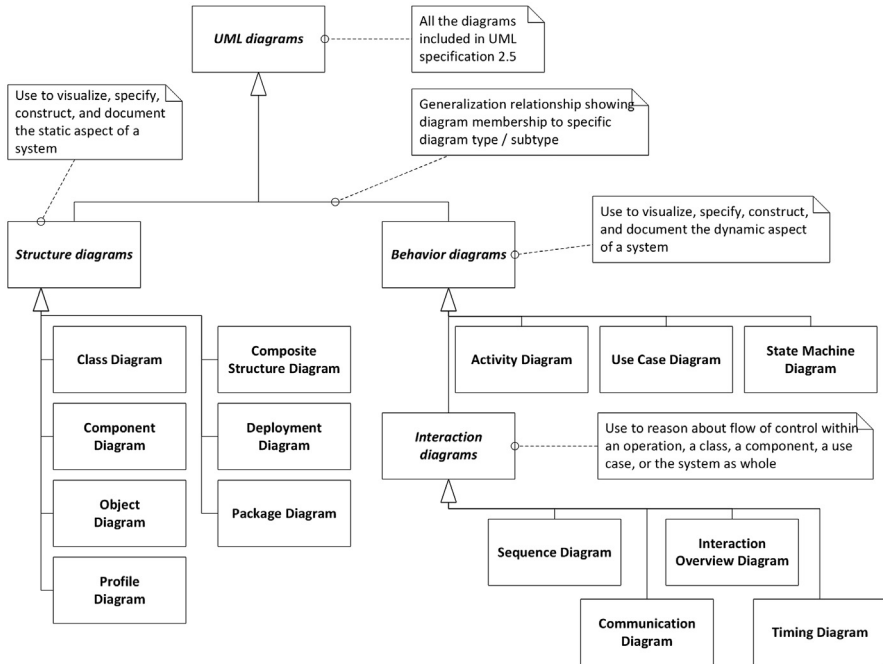 UML diagrams
All the diagrams
included in UML
specification 2.5
Use to visualize, specify,
construct, and document
the static aspect of a
system
Generalization relationship showing
diagram membership to specific
diagram type / subtype
Structure diagrams
Behavior diagrams
Use to visualize, specify, construct,
and document the dynamic aspect
of a system
Class Diagram
Composite
Structure Diagram
Component
Diagram
Deployment
Diagram
Object
Diagram
Package Diagram
Profile
Diagram
Activity Diagram
Use Case Diagram
State Machine
Diagram
Interaction
diagrams
Use to reason about flow of control within
an operation, a class, a component, a use
case, or the system as whole
Sequence Diagram
Interaction
Overview Diagram
Communication
Diagram
Timing Diagram